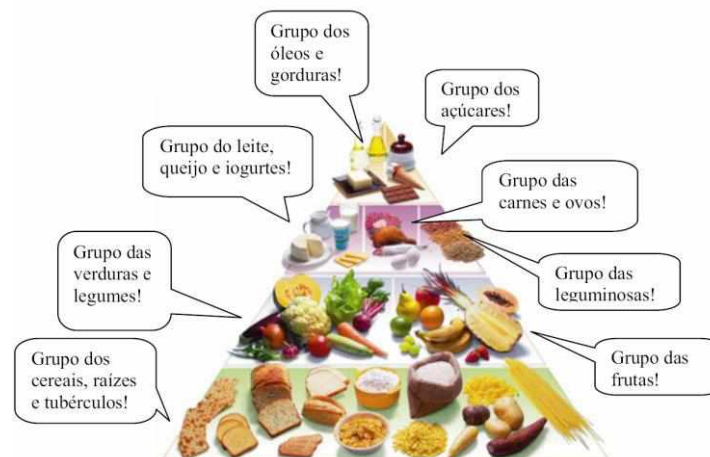 Grupo dos
óleos e
gorduras!
Grupo dos
açúcares!
Grupo do leite,
queijo e iogurtes!
Grupo das
carnes e ovos!
Grupo das
verduras e
legumes!
Grupo das
leguminosas!
Grupo dos
cereais, raízes
e tubérculos!
Grupo das
frutas!